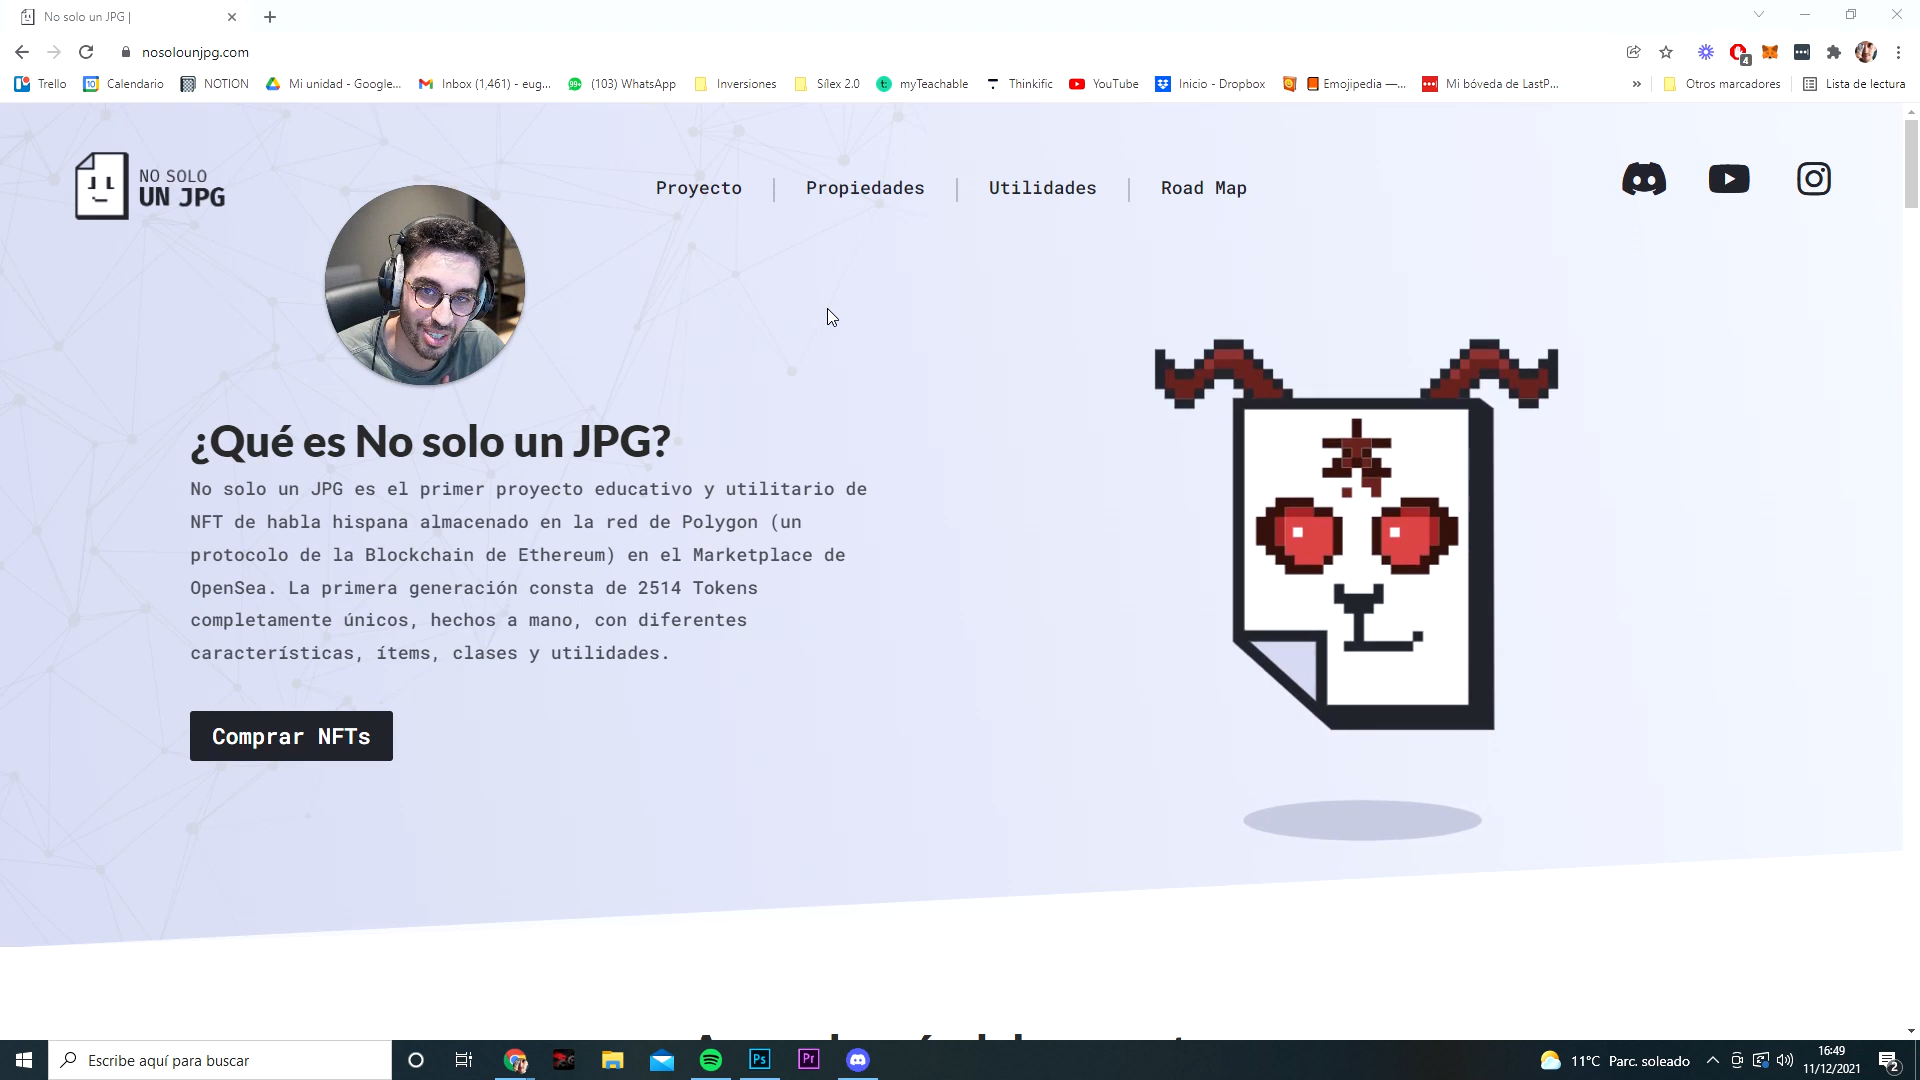 No solo un JPG |
nosolounjpg.com
4
Trello
10
Calendario
NOTION
Mi unidad - Google...
Inbox (1,461) - eug...
99+
(103) WhatsApp
Inversiones
Sílex 2.0
t:
myTeachable
Thinkific
YouTube
Inicio - Dropbox
Emojipedia —...
Mi bóveda de LastP...
»
Otros marcadores
Lista de lectura
NO SOLO
UN JPG
Proyecto
Propiedades
Utilidades
Road Map
¿Qué es No solo un JPG?
No solo un JPG es el primer proyecto educativo y utilitario de
NFT de habla hispana almacenado en la red de Polygon (un
protocolo de la Blockchain de Ethereum) en el Marketplace de
OpenSea. La primera generación consta de 2514 Tokens
completamente únicos, hechos a mano, con diferentes
características, ítems, clases y utilidades.
Comprar NFTs
Escribe aquí para buscar
Ps
Pr
11°C Parc. soleado
16:49
11/12/2021
2